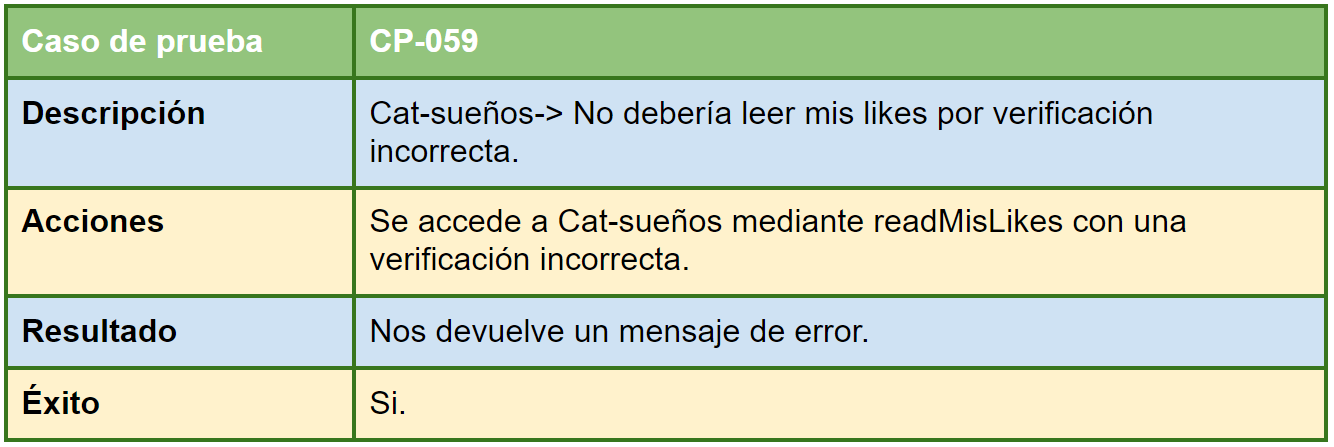 Caso de prueba CP-059
Descripción Cat-sueños-> No debería leer mis likes por verificación
incorrecta.
Acciones Se accede a Cat-sueños mediante readMisLikes con una
verificación incorrecta.
Resultado Nos devuelve un mensaje de error.
Éxito Si.